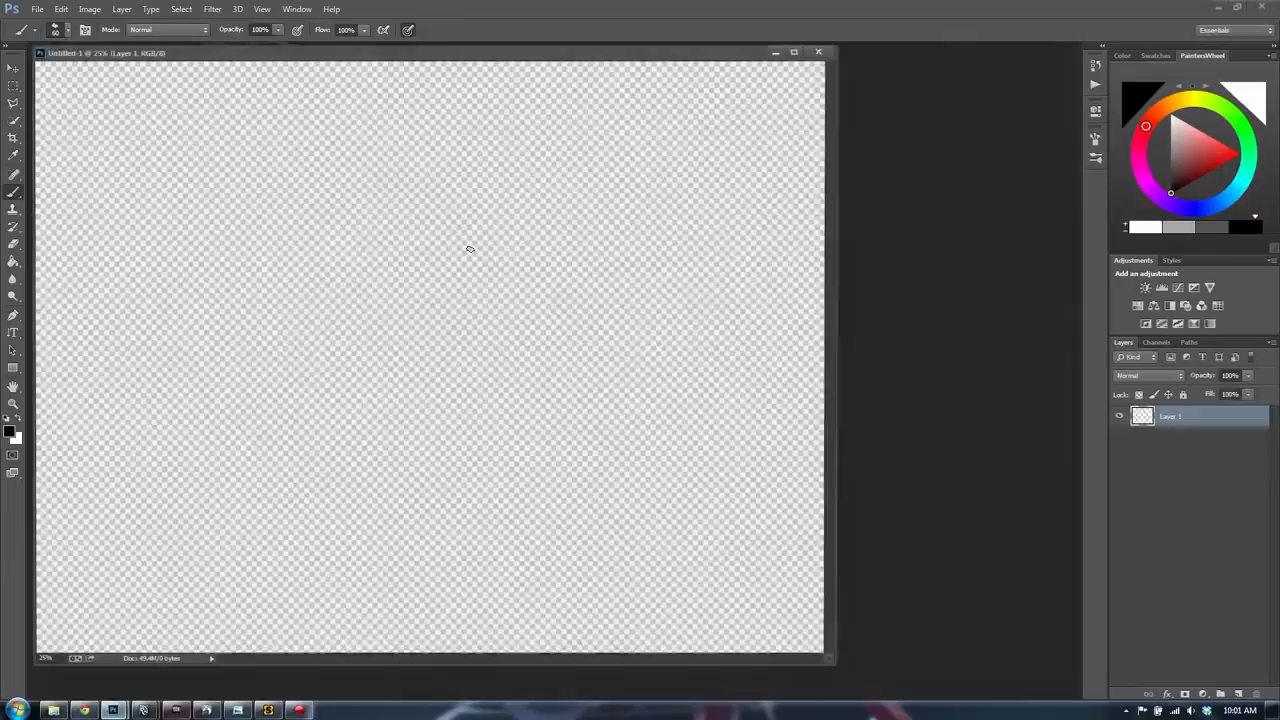 Ps File Edit Image Layer Type Select Filter 3D View Window Help
60 Mode: Normal Opacity: 100% Flow: 100% Essentials
Untitled-1 @ 25% (Layer 1, RGB/8)
Color Swatches PaintersWheel
Adjustments Styles
Add an adjustment
Layers Channels Paths
Kind
Normal Opacity: 100%
Lock: Fill: 100%
Layer 1
25% Doc: 49.4M/0 bytes
Ps 10:01 AM